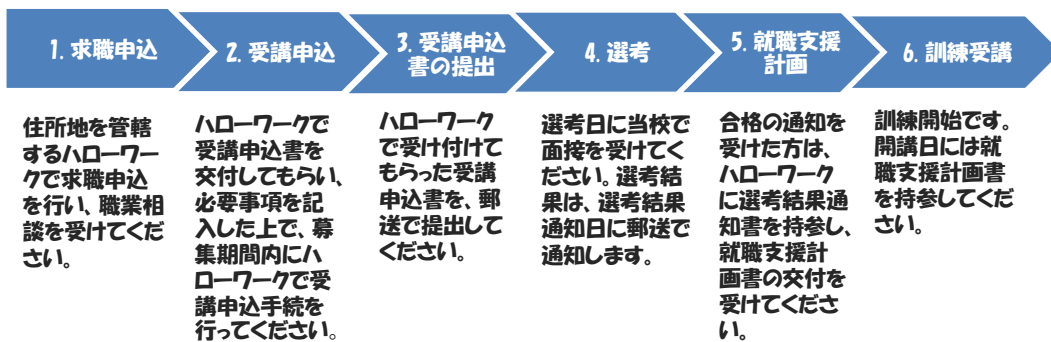 1. 求職申込
2. 受講申込
3. 受講申込
書の提出
4. 選考
5. 就職支援
計画
6. 訓練受講
住所地を管轄
するハローワー
クで求職申込
を行い、職業相
談を受けてくだ
さい。
ハローワークで
受講申込書を
交付してもらい、
必要事項を記
入した上で、募
集期間内にハ
ローワークで受
講申込手続を
行ってください。
ハローワーク
で受け付けて
もらった受講
申込書を、郵
送で提出して
ください。
選考日に当校で
面接を受けてく
ださい。選考結
果は、選考結果
通知日に郵送で
通知します。
合格の通知を
受けた方は、
ハローワーク
に選考結果通
知書を持参し、
就職支援計
画書の交付を
受けてくださ
い。
訓練開始です。
開講日には就
職支援計画書
を持参してくだ
さい。